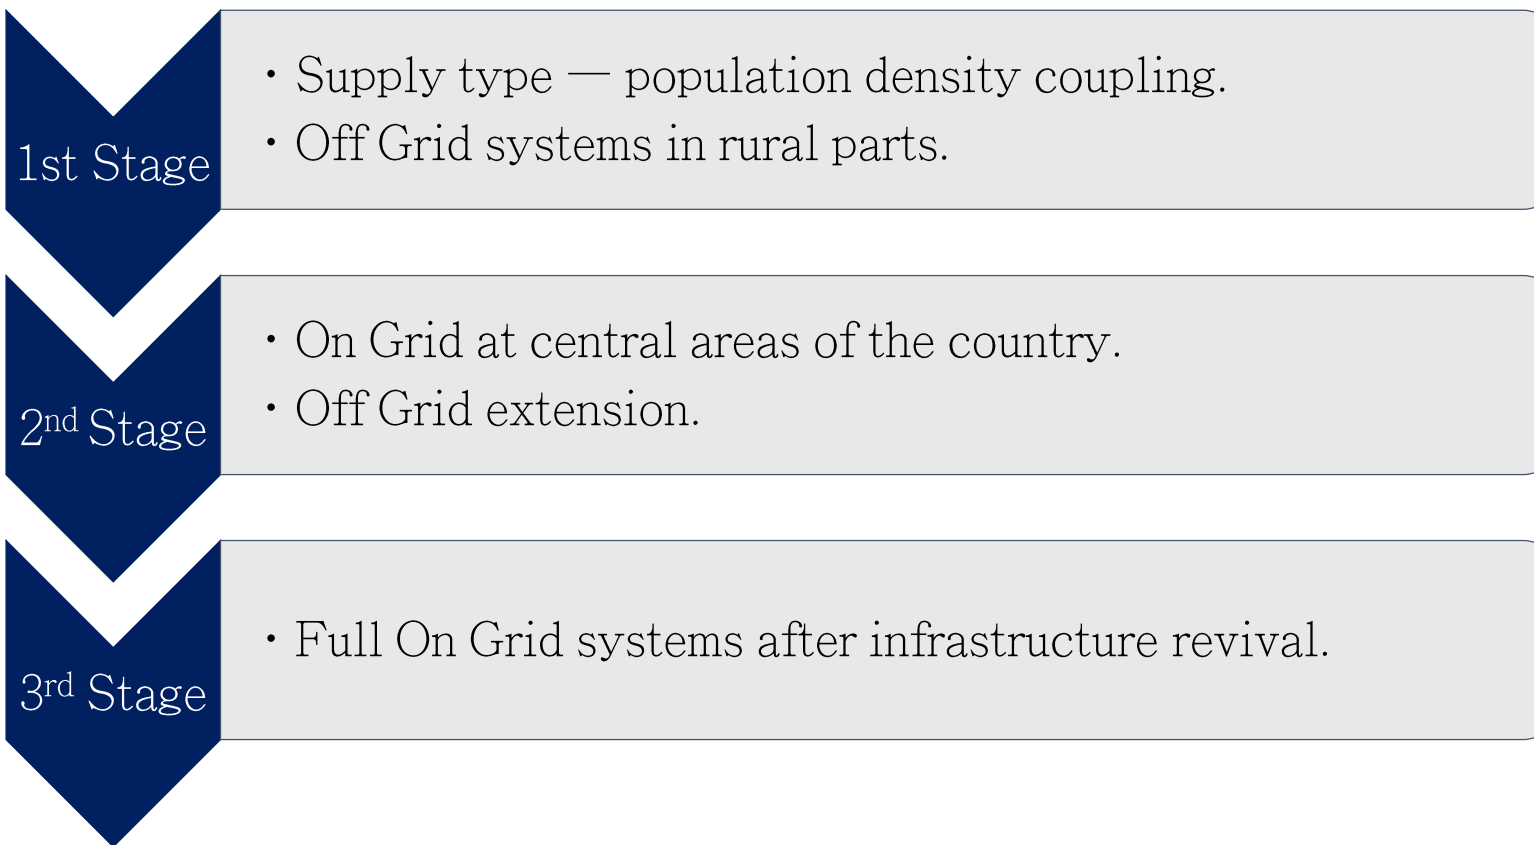 1st Stage
• Supply type — population density coupling.
• Off Grid systems in rural parts.
2nd Stage
• On Grid at central areas of the country.
• Off Grid extension.
3rd Stage
• Full On Grid systems after infrastructure revival.